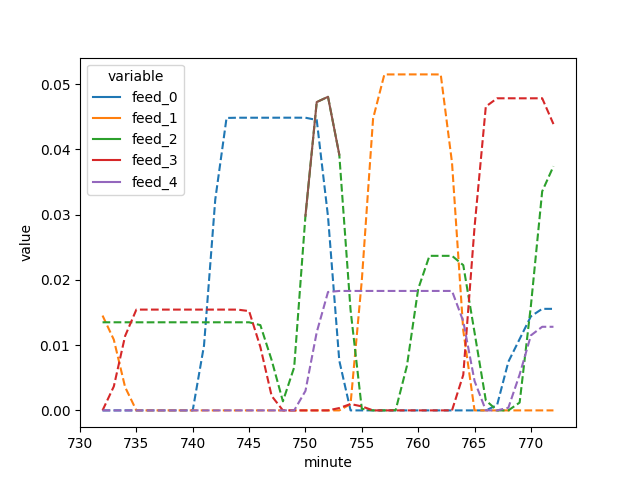 variable
feed_0
feed_1
feed_2
feed_3
feed_4
value
0.05
0.04
0.03
0.02
0.01
0.00
730 735 740 745 750 755 760 765 770
minute